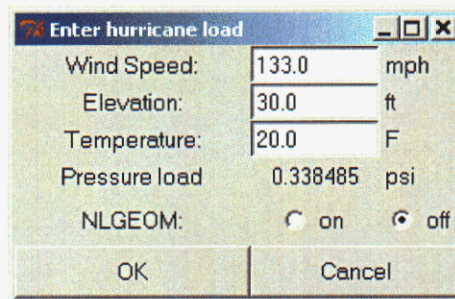 Enter hurricane load
Wind Speed: 133.0 mph
Elevation: 30.0 ft
Temperature: 20.0 F
Pressure load 0.338485 psi
NLGEOM: on off
OK Cancel